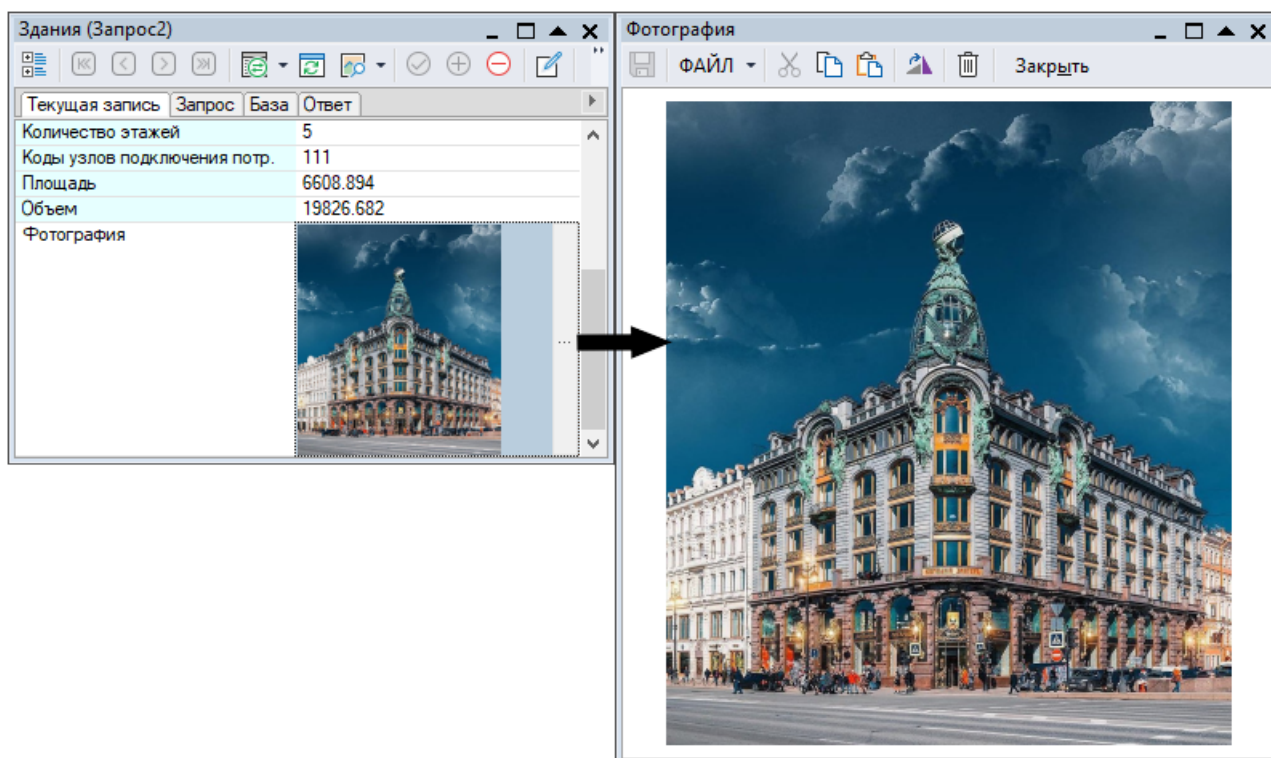 Здания (Запрос2)
Текущая запись Запрос База Ответ
Количество этажей 5
Коды узлов подключения потр. 111
Площадь 6608.894
Объем 19826.682
Фотография
...
Фотография
ФАЙЛ
Закрыть